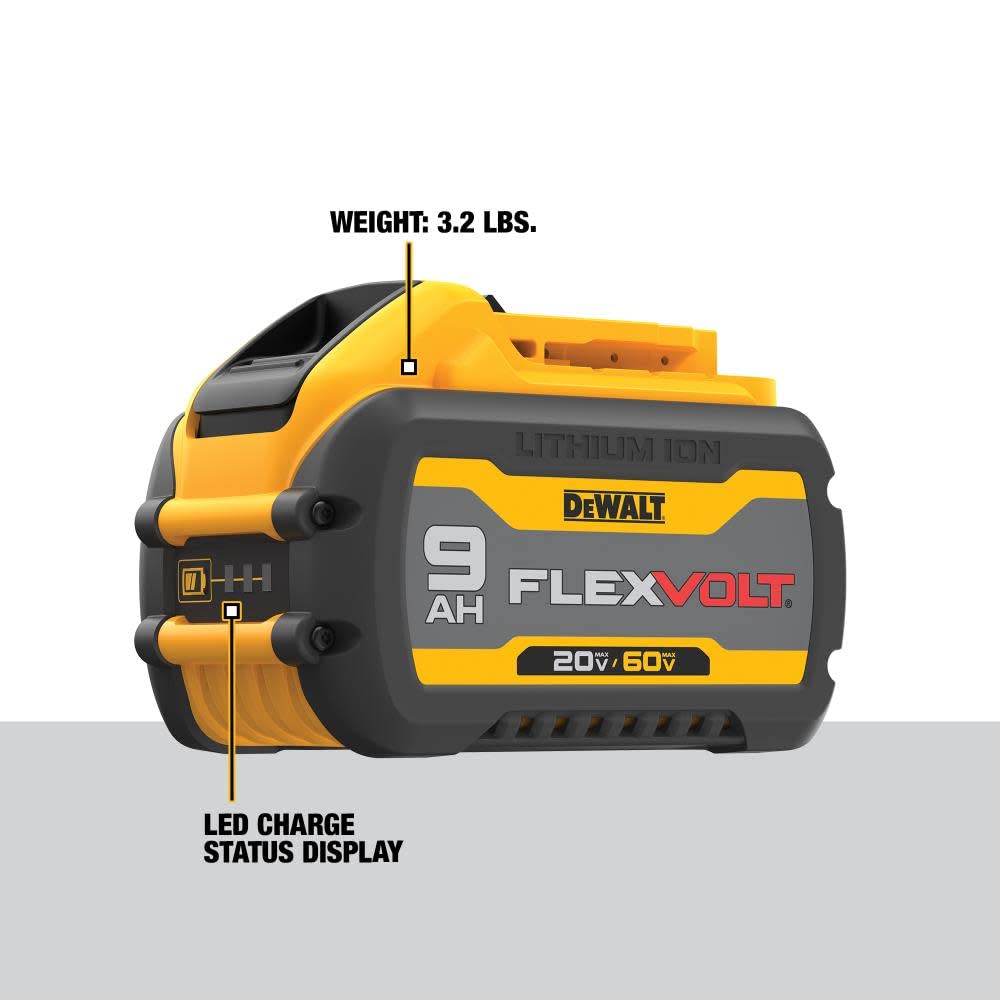 WEIGHT: 3.2 LBS.
LITHIUM ION
DEWALT
9
AH
FLEXVOLT®
20V MAX / 60V MAX
LED CHARGE
STATUS DISPLAY